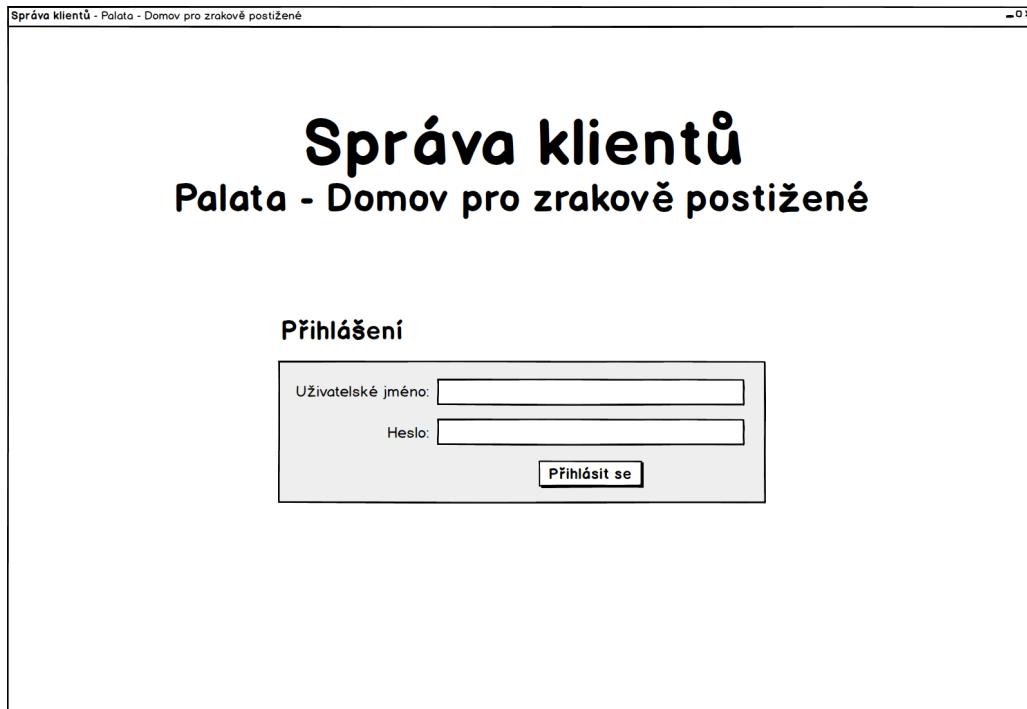 Správa klientů - Palata - Domov pro zrakově postižené
Správa klientů
Palata - Domov pro zrakově postižené
Přihlášení
Uživatelské jméno:
Heslo:
Přihlásit se